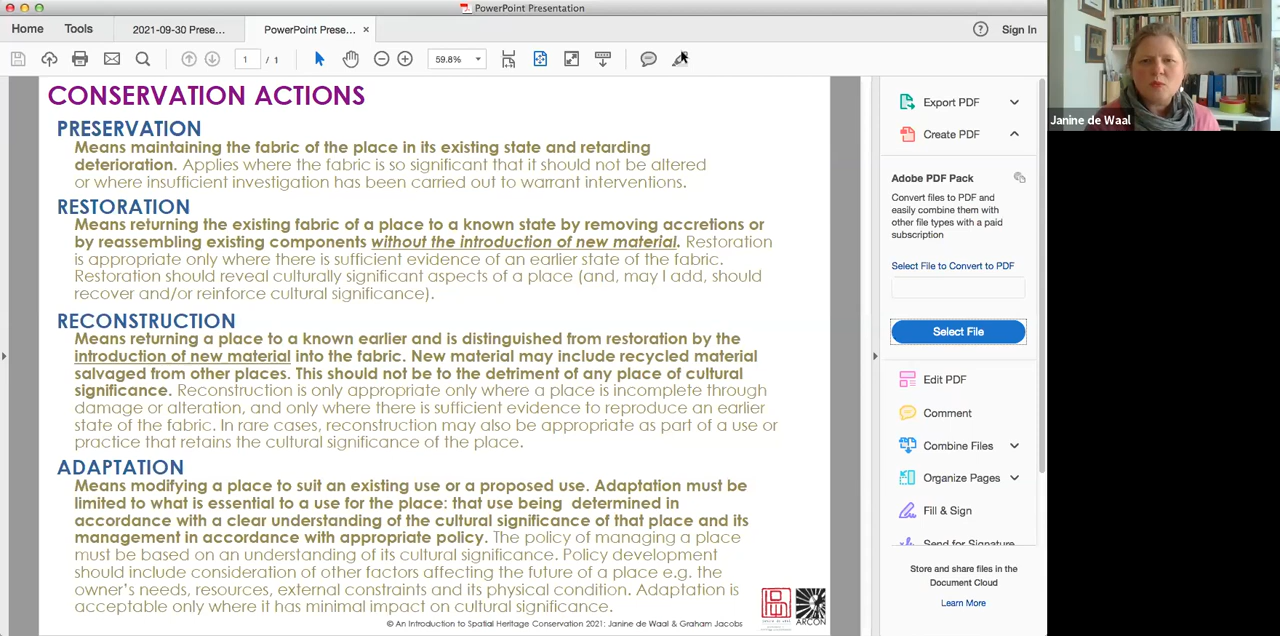 PowerPoint Presentation
Home
Tools
2021-09-30 Prese...
PowerPoint Prese...
×
Sign In
1 / 1
59.8%
CONSERVATION ACTIONS
PRESERVATION
Means maintaining the fabric of the place in its existing state and retarding
deterioration. Applies where the fabric is so significant that it should not be altered
or where insufficient investigation has been carried out to warrant interventions.
RESTORATION
Means returning the existing fabric of a place to a known state by removing accretions or
by reassembling existing components without the introduction of new material. Restoration
is appropriate only where there is sufficient evidence of an earlier state of the fabric.
Restoration should reveal culturally significant aspects of a place (and, may I add, should
recover and/or reinforce cultural significance).
RECONSTRUCTION
Means returning a place to a known earlier and is distinguished from restoration by the
introduction of new material into the fabric. New material may include recycled material
salvaged from other places. This should not be to the detriment of any place of cultural
significance. Reconstruction is only appropriate only where a place is incomplete through
damage or alteration, and only where there is sufficient evidence to reproduce an earlier
state of the fabric. In rare cases, reconstruction may also be appropriate as part of a use or
practice that retains the cultural significance of the place.
ADAPTATION
Means modifying a place to suit an existing use or a proposed use. Adaptation must be
limited to what is essential to a use for the place: that use being determined in
accordance with a clear understanding of the cultural significance of that place and its
management in accordance with appropriate policy. The policy of managing a place
must be based on an understanding of its cultural significance. Policy development
should include consideration of other factors affecting the future of a place e.g. the
owner's needs, resources, external constraints and its physical condition. Adaptation is
acceptable only where it has minimal impact on cultural significance.
ARCON
© An Introduction to Spatial Heritage Conservation 2021: Janine de Waal & Graham Jacobs
Export PDF
Create PDF
Adobe PDF Pack
Convert files to PDF and
easily combine them with
other file types with a paid
subscription
Select File to Convert to PDF
Select File
Edit PDF
Comment
Combine Files
Organize Pages
Fill & Sign
Send for Signature
Store and share files in the
Document Cloud
Learn More
Janine de Waal